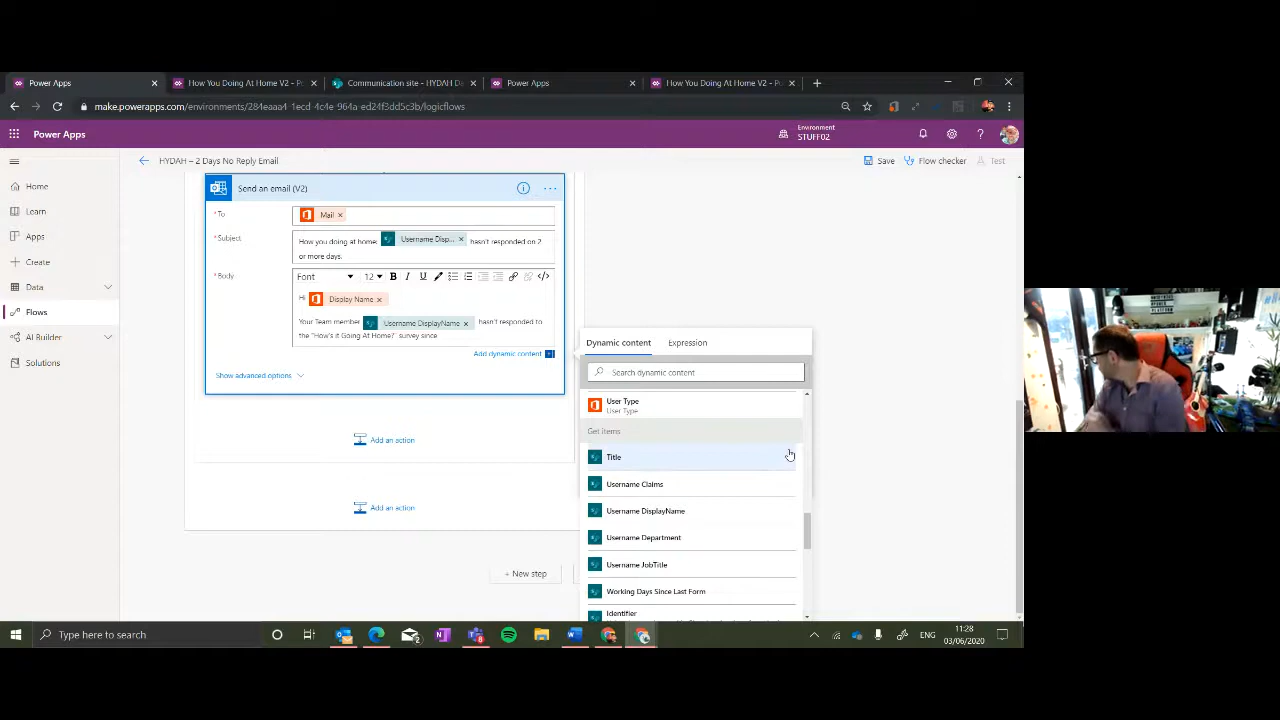 Power Apps
How You Doing At Home V2 - P
Communication site - HYDAH D
Power Apps
How You Doing At Home V2 - P
make.powerapps.com/environments/284eaaa4-1ecd-4c4e-964a-ed24f3dd5c3b/logicflows
Power Apps
Environment
STUFF02
HYDAH – 2 Days No Reply Email
Save
Flow checker
Test
Home
Learn
Apps
Create
Data
Flows
AI Builder
Solutions
Send an email (V2)
* To
Mail
* Subject
How you doing at home: Username Disp... hasn't responded on 2
or more days.
* Body
Font 12 B I U
Hi Display Name
Your Team member Username DisplayName hasn't responded to
the "How's it Going At Home?" survey since
Add dynamic content
Show advanced options
Add an action
Add an action
+ New step
Dynamic content
Expression
Search dynamic content
User Type
User Type
Get items
Title
Username Claims
Username DisplayName
Username Department
Username JobTitle
Working Days Since Last Form
Identifier
Type here to search
ENG
11:28
03/06/2020